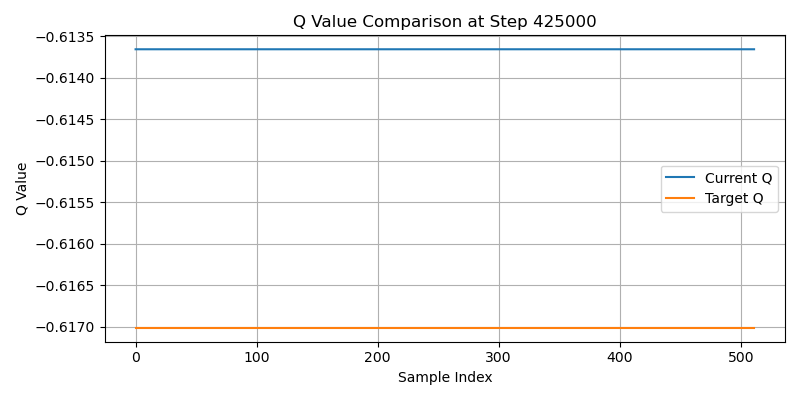 Q Value Comparison at Step 425000
−0.6135
−0.6140
−0.6145
−0.6150
−0.6155
−0.6160
−0.6165
−0.6170
Q Value
Current Q
Target Q
0 100 200 300 400 500
Sample Index